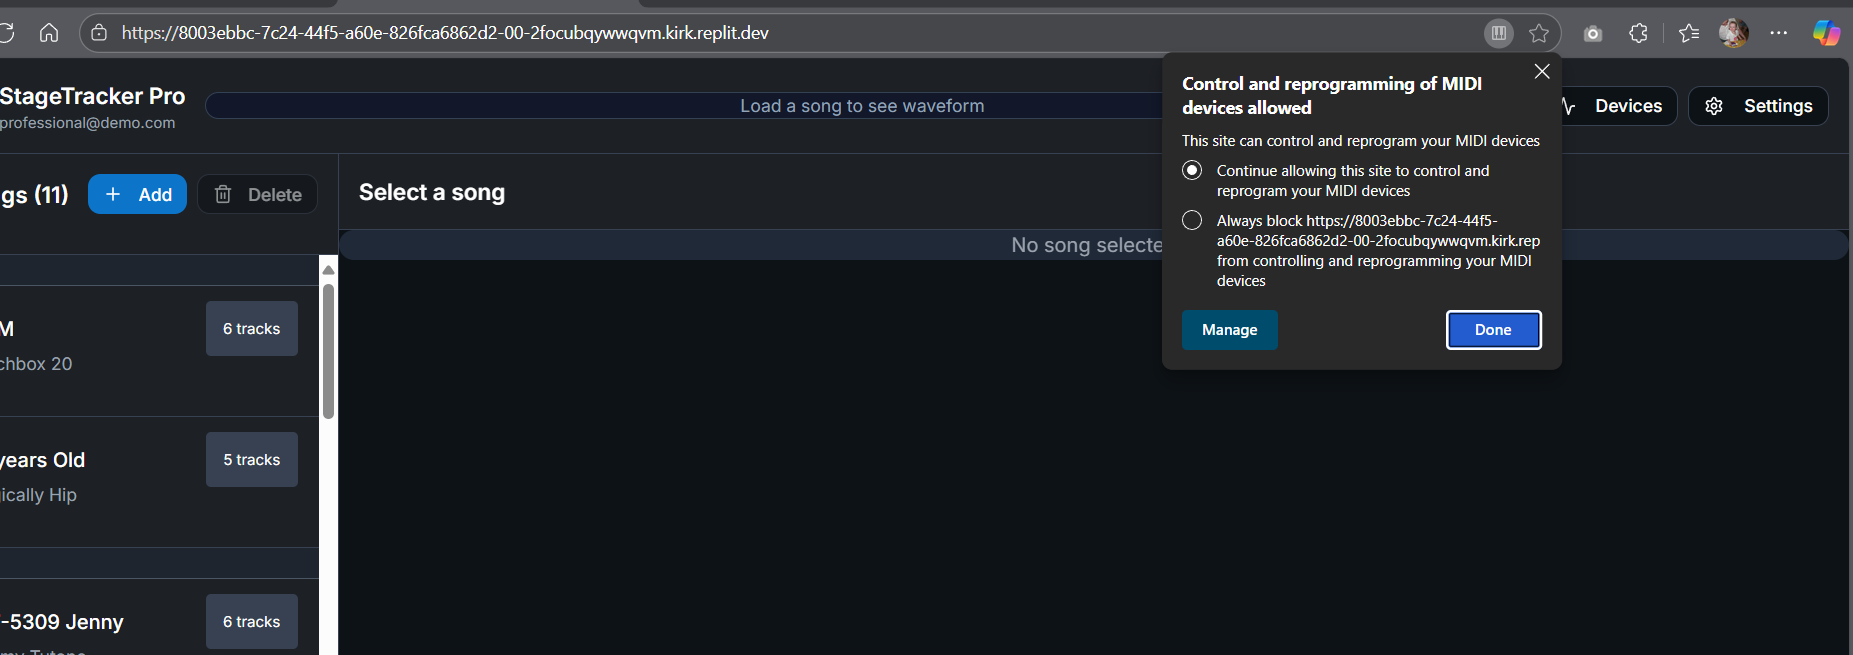 https://8003ebbc-7c24-44f5-a60e-826fca6862d2-00-2focubqywwqvm.kirk.replit.dev
StageTracker Pro
professional@demo.com
Load a song to see waveform
Devices
Settings
gs (11)
Add
Delete
Select a song
No song selecte
M
6 tracks
chbox 20
years Old
5 tracks
gically Hip
-5309 Jenny
6 tracks
my Tutone
Control and reprogramming of MIDI
devices allowed
This site can control and reprogram your MIDI devices
Continue allowing this site to control and
reprogram your MIDI devices
Always block https://8003ebbc-7c24-44f5-
a60e-826fca6862d2-00-2focubqywwqvm.kirk.rep
from controlling and reprogramming your MIDI
devices
Manage
Done